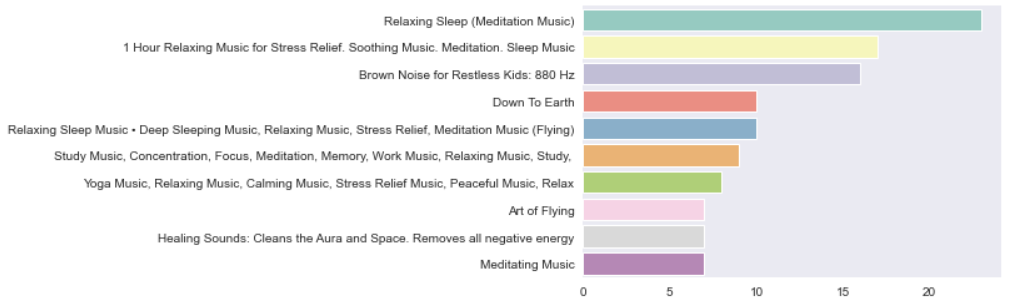 Relaxing Sleep (Meditation Music)
1 Hour Relaxing Music for Stress Relief. Soothing Music. Meditation. Sleep Music
Brown Noise for Restless Kids: 880 Hz
Down To Earth
Relaxing Sleep Music • Deep Sleeping Music, Relaxing Music, Stress Relief, Meditation Music (Flying)
Study Music, Concentration, Focus, Meditation, Memory, Work Music, Relaxing Music, Study,
Yoga Music, Relaxing Music, Calming Music, Stress Relief Music, Peaceful Music, Relax
Art of Flying
Healing Sounds: Cleans the Aura and Space. Removes all negative energy
Meditating Music
0 5 10 15 20